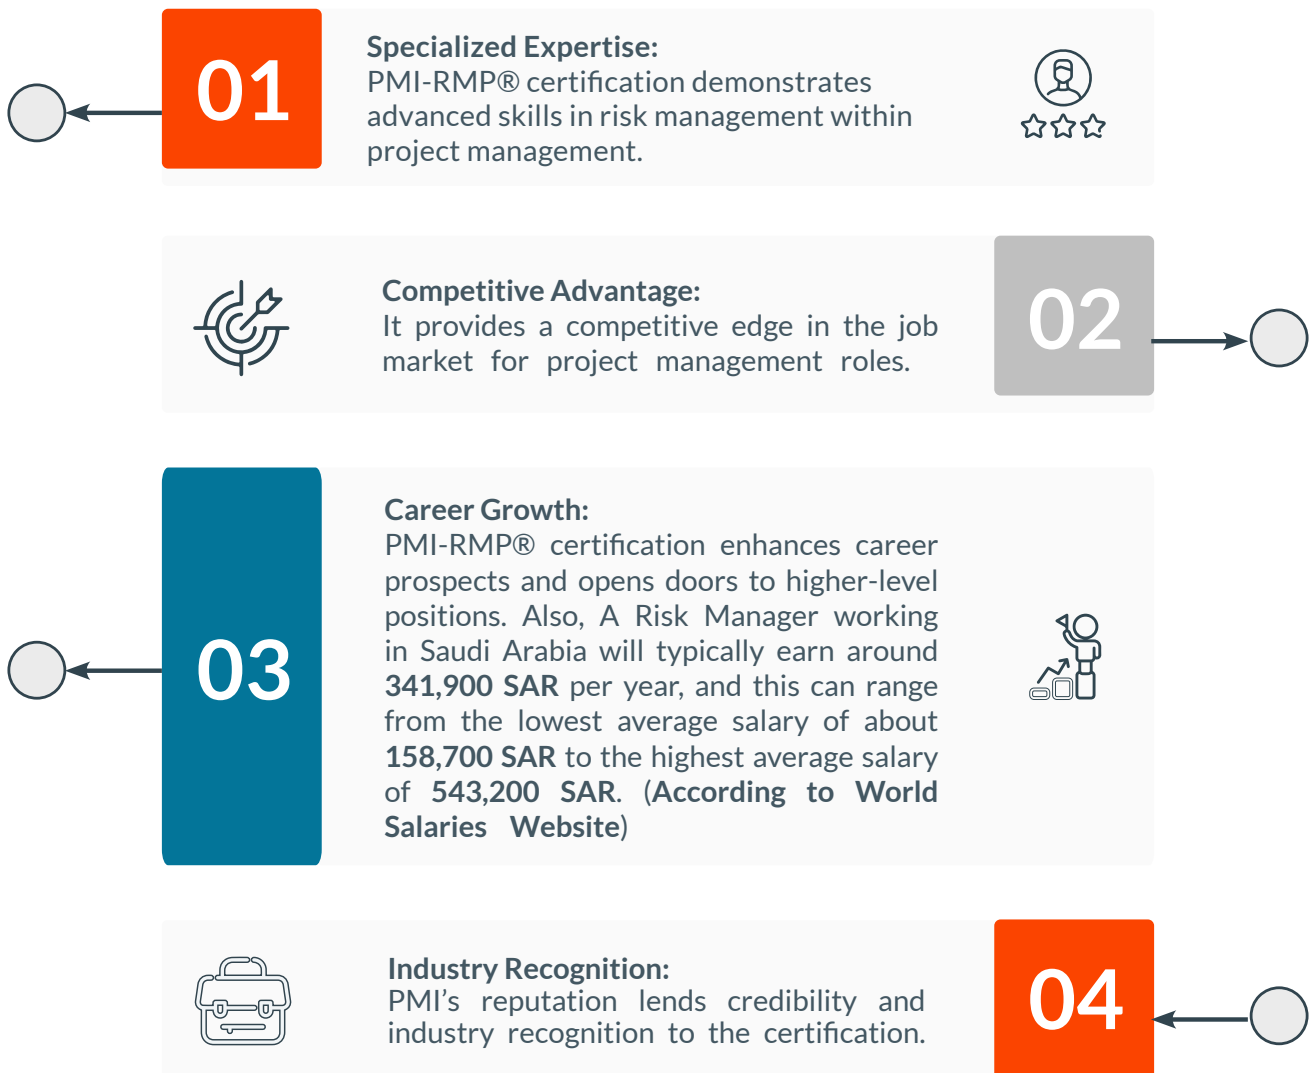 01
Specialized Expertise:
PMI-RMP® certification demonstrates
advanced skills in risk management within
project management.
Competitive Advantage:
It provides a competitive edge in the job
market for project management roles.
02
03
Career Growth:
PMI-RMP® certification enhances career
prospects and opens doors to higher-level
positions. Also, A Risk Manager working
in Saudi Arabia will typically earn around
341,900 SAR per year, and this can range
from the lowest average salary of about
158,700 SAR to the highest average salary
of 543,200 SAR. (According to World
Salaries Website)
Industry Recognition:
PMI’s reputation lends credibility and
industry recognition to the certification.
04